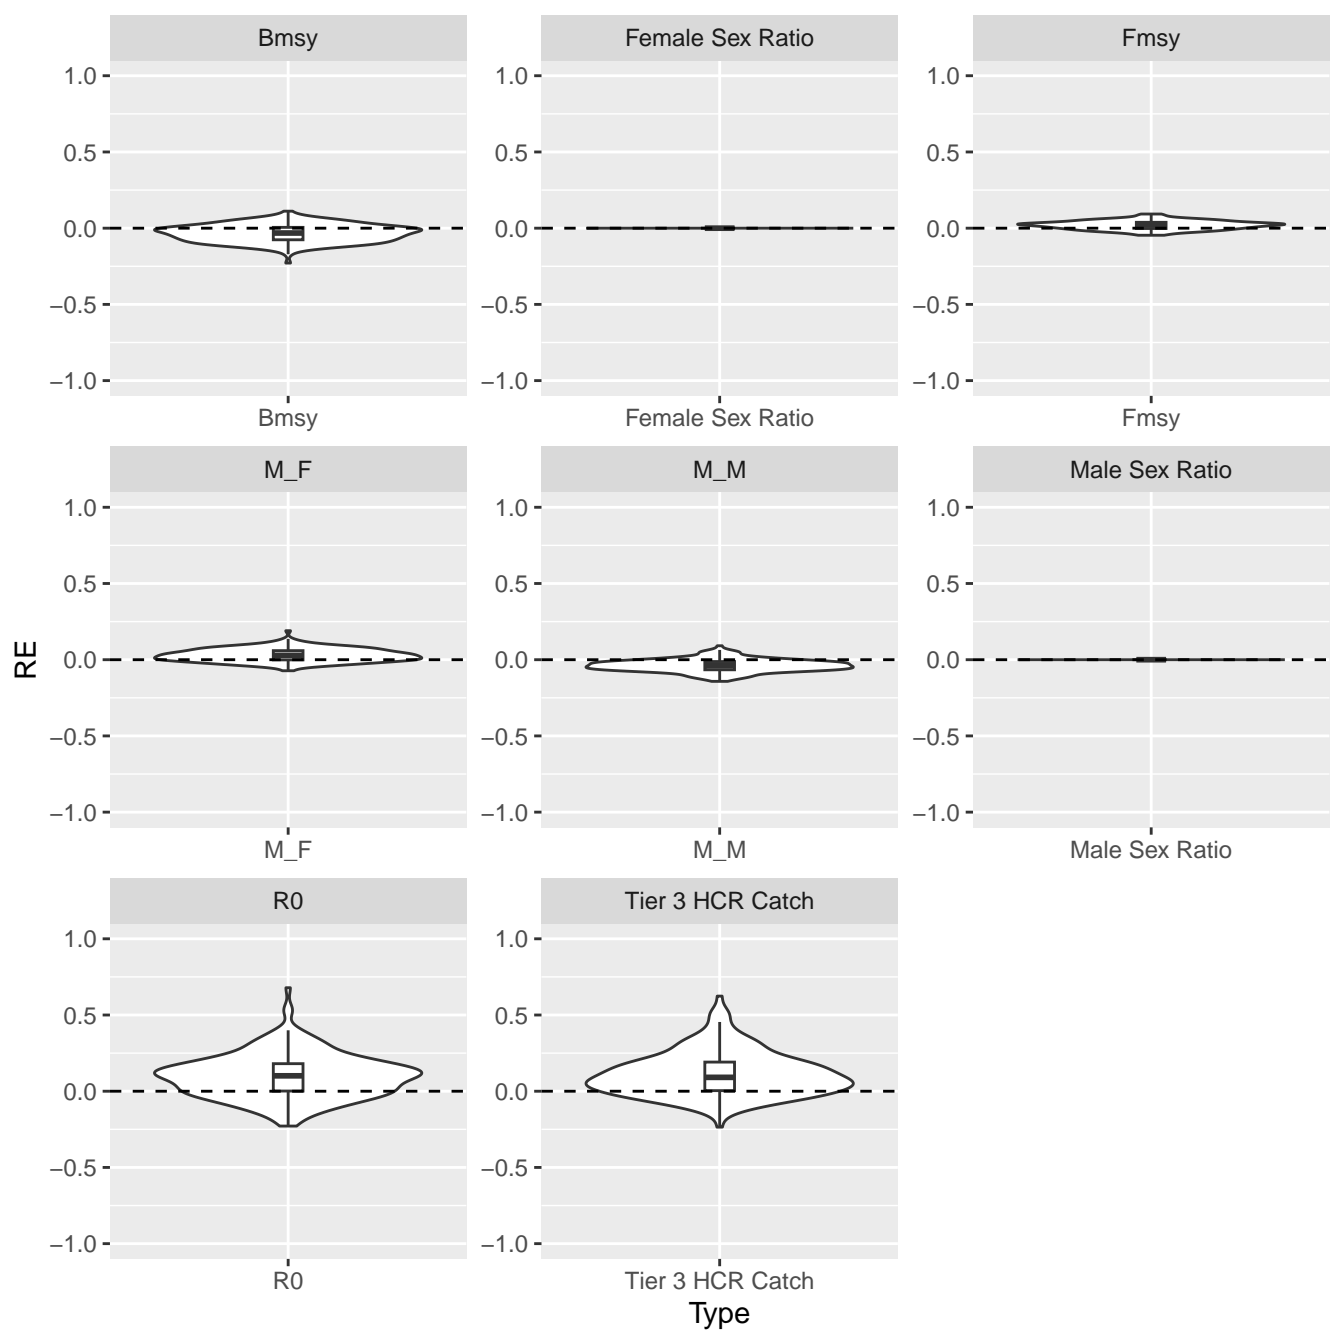 Bmsy Female Sex Ratio Fmsy
1.0 1.0 1.0
0.5 0.5 0.5
0.0 0.0 0.0
−0.5 −0.5 −0.5
−1.0 −1.0 −1.0
Bmsy Female Sex Ratio Fmsy
M_F M_M Male Sex Ratio
1.0 1.0 1.0
0.5 0.5 0.5
RE
0.0 0.0 0.0
−0.5 −0.5 −0.5
−1.0 −1.0 −1.0
M_F M_M Male Sex Ratio
R0 Tier 3 HCR Catch
1.0 1.0
0.5 0.5
0.0 0.0
−0.5 −0.5
−1.0 −1.0
R0 Tier 3 HCR Catch
Type